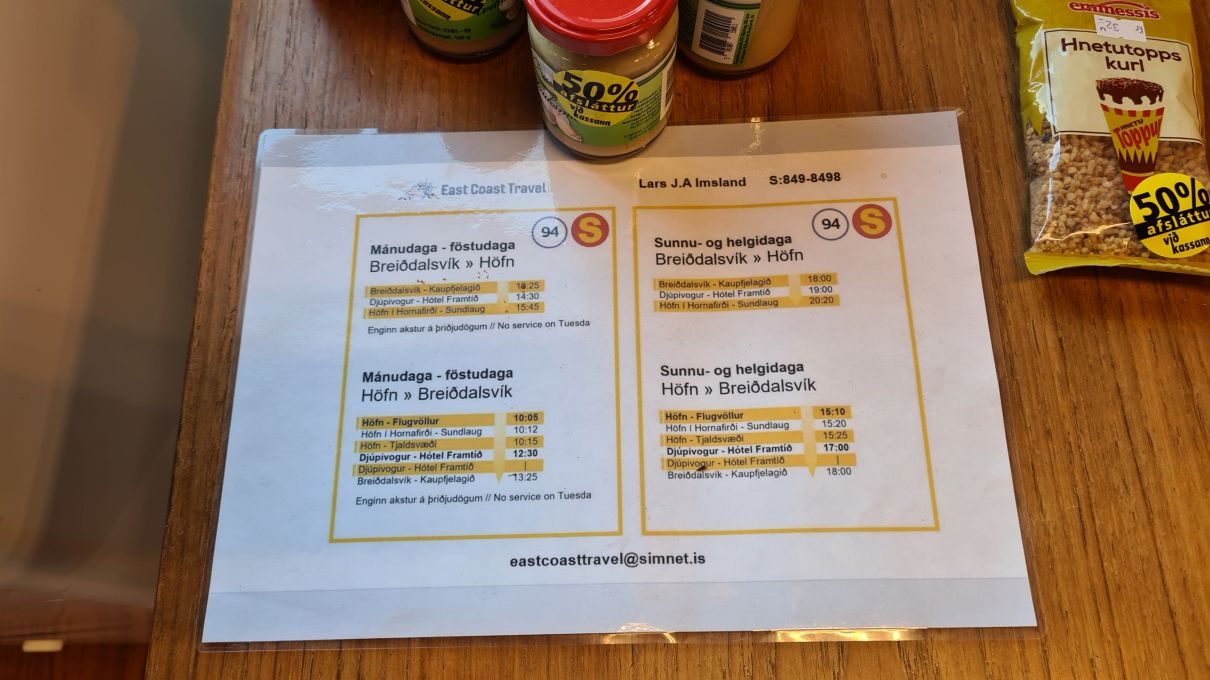 50%
afsláttur
við
kassann
emmessís
Hnetutopps
kurl
HNETU
Toppur
50%
afsláttur
við
kassann
East Coast Travel
Lars J.A Imsland S:849-8498
94 S
Mánudaga - föstudaga
Breiðdalsvík » Höfn
Breiðdalsvík - Kaupfjelagið
Djúpivogur - Hótel Framtíð 14:30
Höfn í Hornafirði - Sundlaug 15:45
Enginn akstur á þriðjudögum // No service on Tuesda
Mánudaga - föstudaga
Höfn » Breiðdalsvík
Höfn - Flugvöllur 10:05
Höfn í Hornafirði - Sundlaug 10:12
Höfn - Tjaldsvæði 10:15
Djúpivogur - Hótel Framtíð 12:30
Djúpivogur - Hótel Framtíð |
Breiðdalsvík - Kaupfjelagið 13:25
Enginn akstur á þriðjudögum // No service on Tuesda
94 S
Sunnu- og helgidaga
Breiðdalsvík » Höfn
Breiðdalsvík - Kaupfjelagið 18:00
Djúpivogur - Hótel Framtíð 19:00
Höfn í Hornafirði - Sundlaug 20:20
Sunnu- og helgidaga
Höfn » Breiðdalsvík
Höfn - Flugvöllur 15:10
Höfn í Hornafirði - Sundlaug 15:20
Höfn - Tjaldsvæði 15:25
Djúpivogur - Hótel Framtíð 17:00
Djúpivogur - Hótel Framtíð |
Breiðdalsvík - Kaupfjelagið 18:00
eastcoasttravel@simnet.is